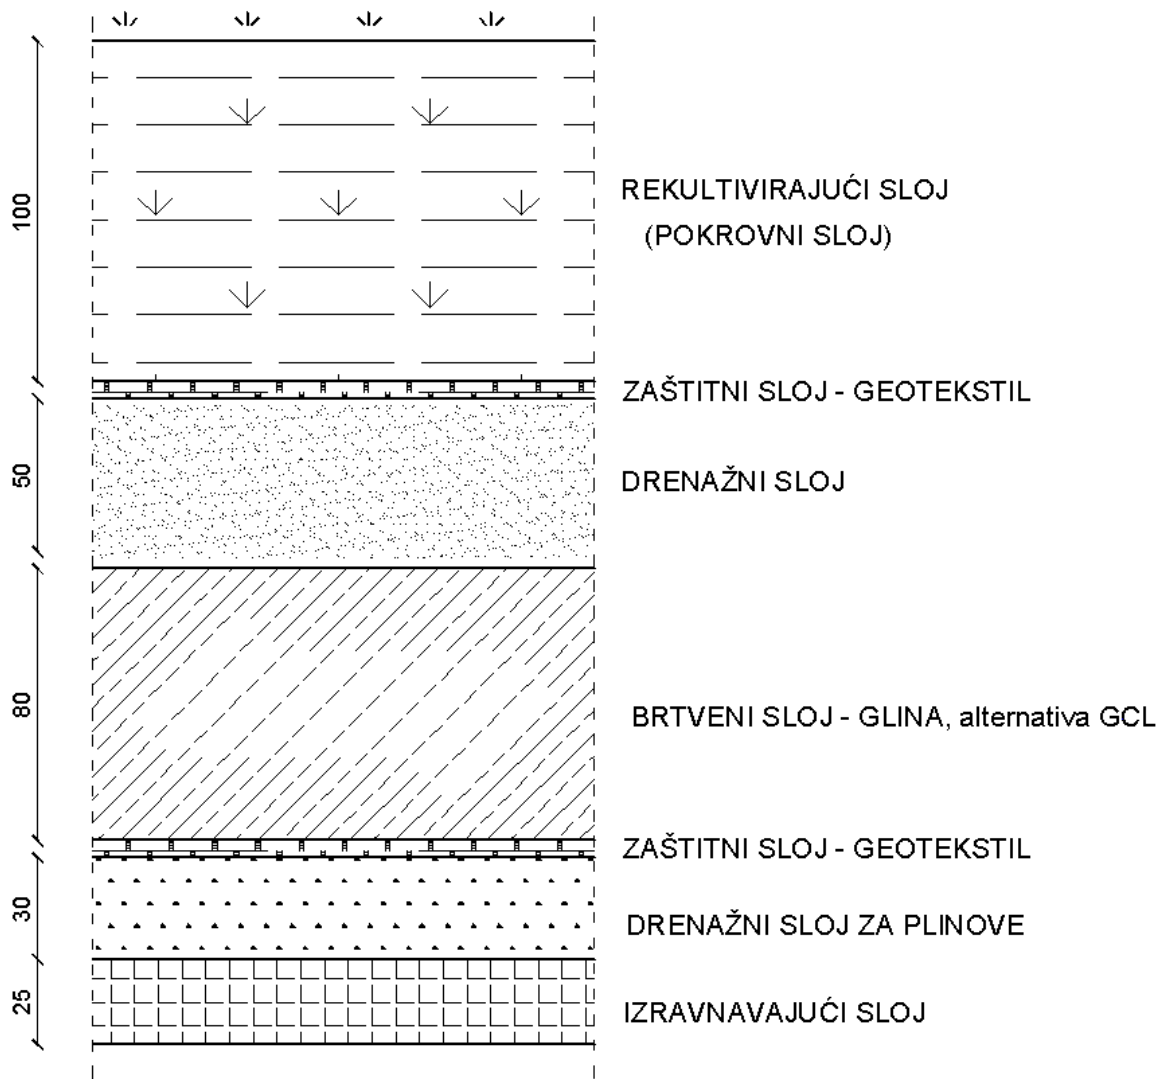 100
REKULTIVIRAJUĆI SLOJ
(POKROVNI SLOJ)
ZAŠTITNI SLOJ - GEOTEKSTIL
50
DRENAŽNI SLOJ
80
BRTVENI SLOJ - GLINA, alternativa GCL
ZAŠTITNI SLOJ - GEOTEKSTIL
30
DRENAŽNI SLOJ ZA PLINOVE
25
IZRAVNAVAJUĆI SLOJ